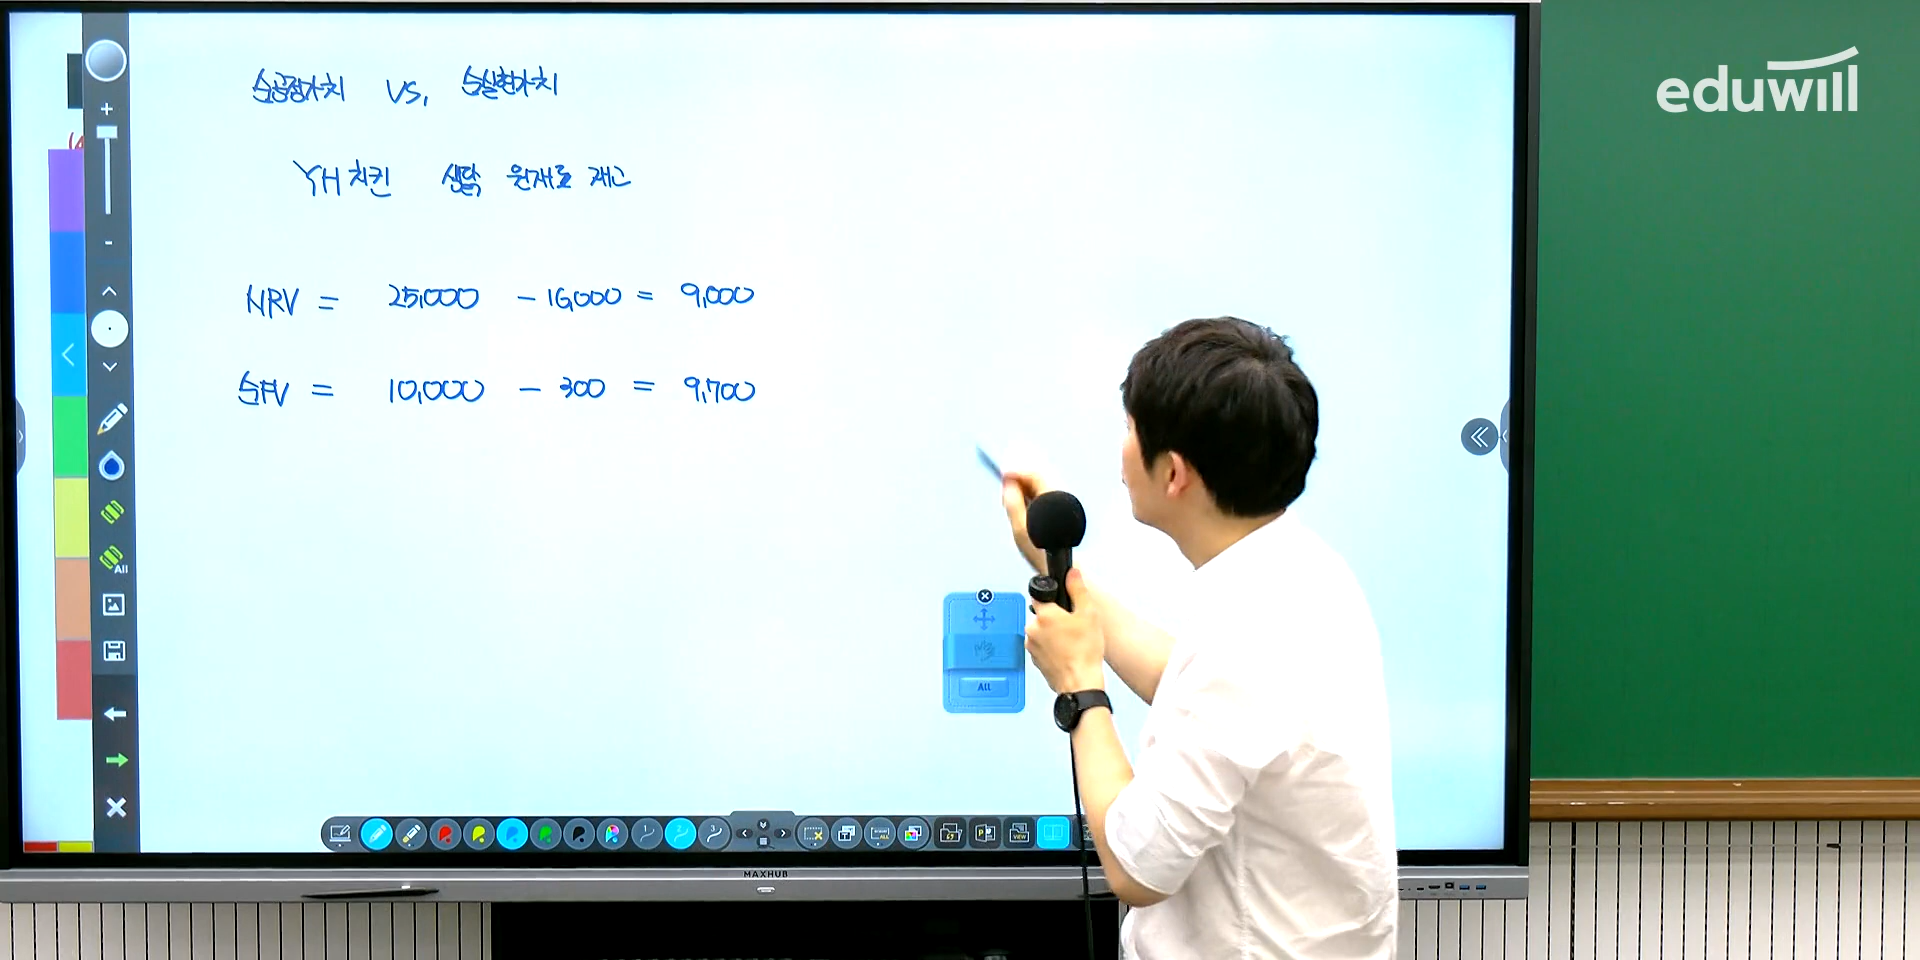 eduwill
순공정가치 vs. 순실현가치
YH치킨 생닭 원재료 재고
NRV = 25,000 - 16,000 = 9,000
순FV = 10,000 - 300 = 9,700
All
All
MAXHUB